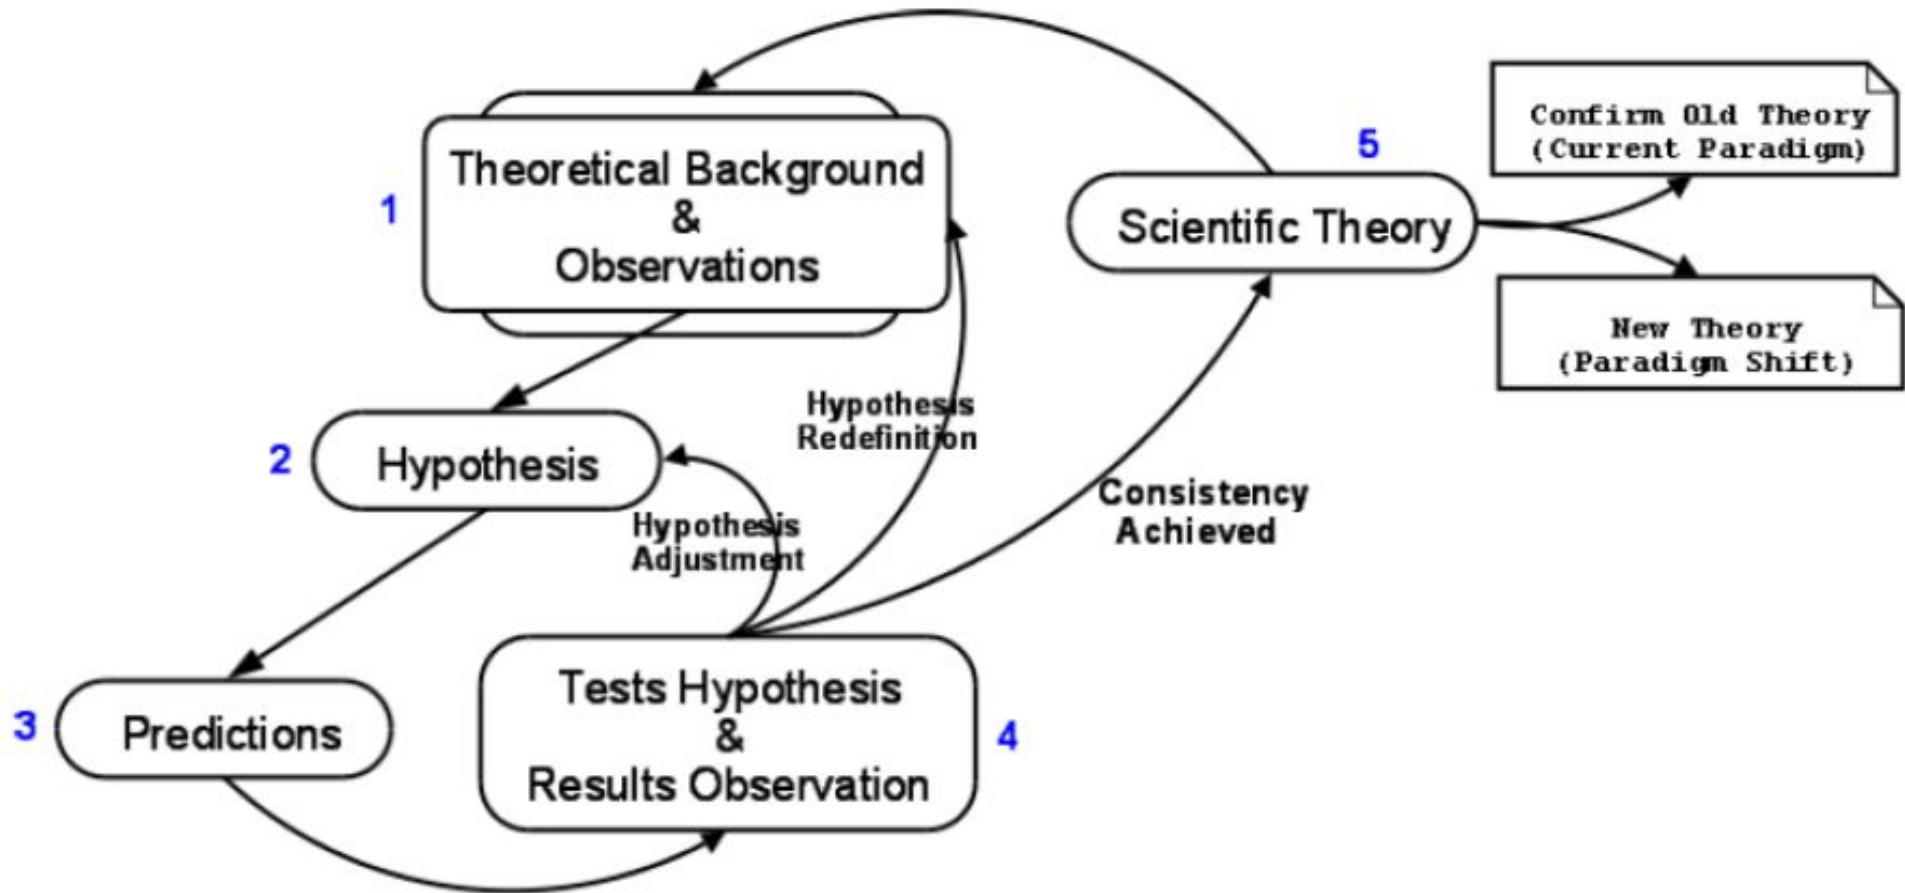 1
Theoretical Background
&
Observations
5
Scientific Theory
Confirm Old Theory
(Current Paradigm)
New Theory
(Paradigm Shift)
2
Hypothesis
Hypothesis
Redefinition
Hypothesis
Adjustment
Consistency
Achieved
3
Predictions
Tests Hypothesis
&
Results Observation
4